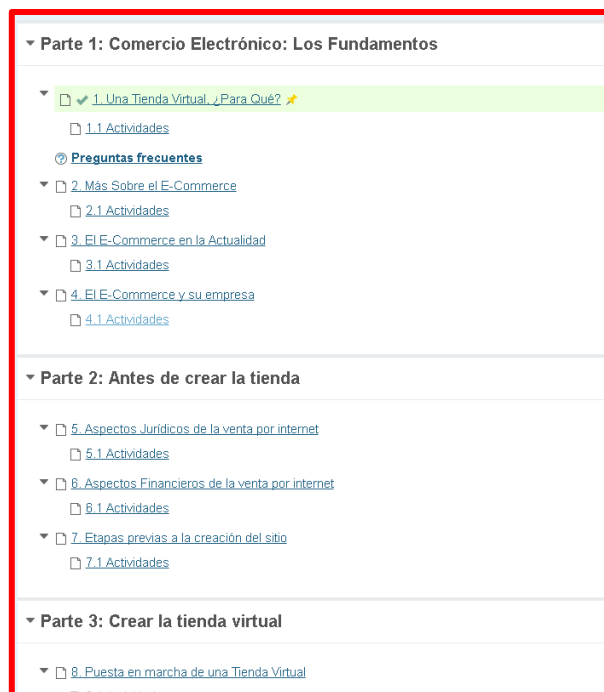 Parte 1: Comercio Electrónico: Los Fundamentos
1. Una Tienda Virtual, ¿Para Qué?
1.1 Actividades
Preguntas frecuentes
2. Más Sobre el E-Commerce
2.1 Actividades
3. El E-Commerce en la Actualidad
3.1 Actividades
4. El E-Commerce y su empresa
4.1 Actividades
Parte 2: Antes de crear la tienda
5. Aspectos Jurídicos de la venta por internet
5.1 Actividades
6. Aspectos Financieros de la venta por internet
6.1 Actividades
7. Etapas previas a la creación del sitio
7.1 Actividades
Parte 3: Crear la tienda virtual
8. Puesta en marcha de una Tienda Virtual